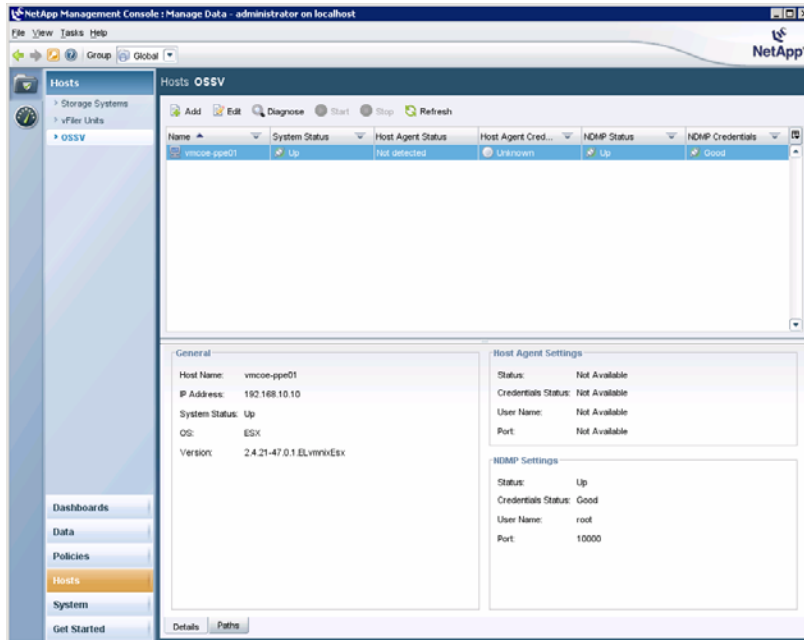 NetApp Management Console : Manage Data - administrator on localhost
File View Tasks Help
Group Global
NetApp
Hosts
Storage Systems
vFiler Units
OSSV
Hosts OSSV
Add Edit Diagnose Start Stop Refresh
Name System Status Host Agent Status Host Agent Cred... NDMP Status NDMP Credentials
vmcoe-ppe01 Up Not detected Unknown Up Good
General
Host Name: vmcoe-ppe01
IP Address: 192.168.10.10
System Status: Up
OS: ESX
Version: 2.4.21-47.0.1.ELvmnixEsx
Host Agent Settings
Status: Not Available
Credentials Status: Not Available
User Name: Not Available
Port: Not Available
NDMP Settings
Status: Up
Credentials Status: Good
User Name: root
Port: 10000
Dashboards
Data
Policies
Hosts
System
Get Started
Details Paths